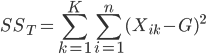 $SS_T = \sum_{k=1}^{K} \sum_{i=1}^{n} (X_{ik} - G)^2$